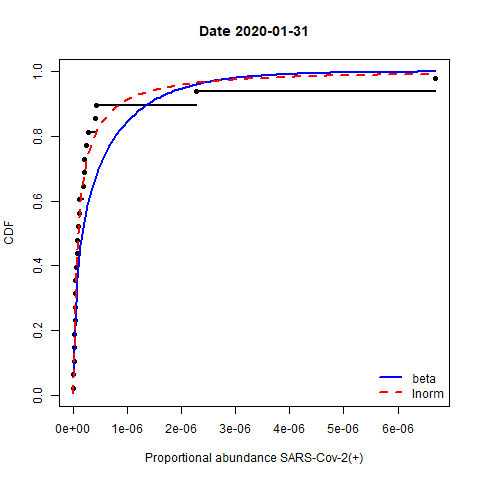 Date 2020-01-31
CDF
1.0
0.8
0.6
0.4
0.2
0.0
beta
lnorm
0e+00 1e-06 2e-06 3e-06 4e-06 5e-06 6e-06
Proportional abundance SARS-Cov-2(+)